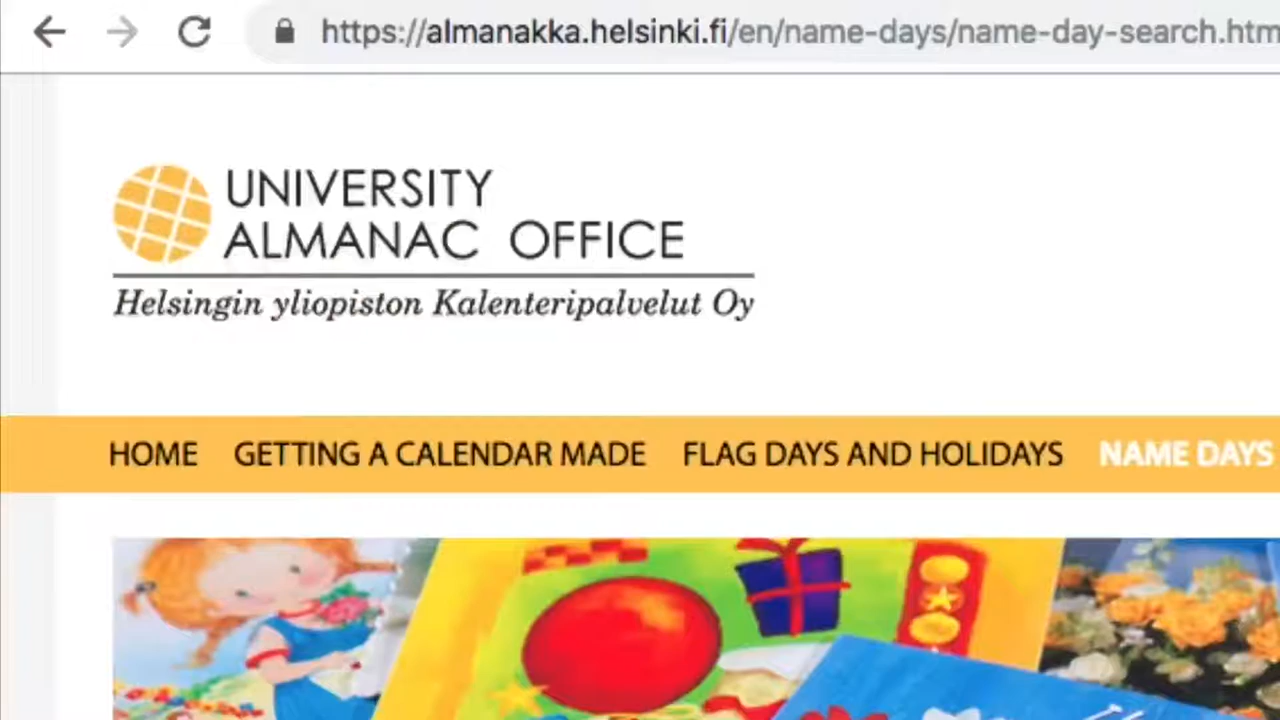 https://almanakka.helsinki.fi/en/name-days/name-day-search.htm
UNIVERSITY
ALMANAC OFFICE
Helsingin yliopiston Kalenteripalvelut Oy
HOME GETTING A CALENDAR MADE FLAG DAYS AND HOLIDAYS NAME DAYS